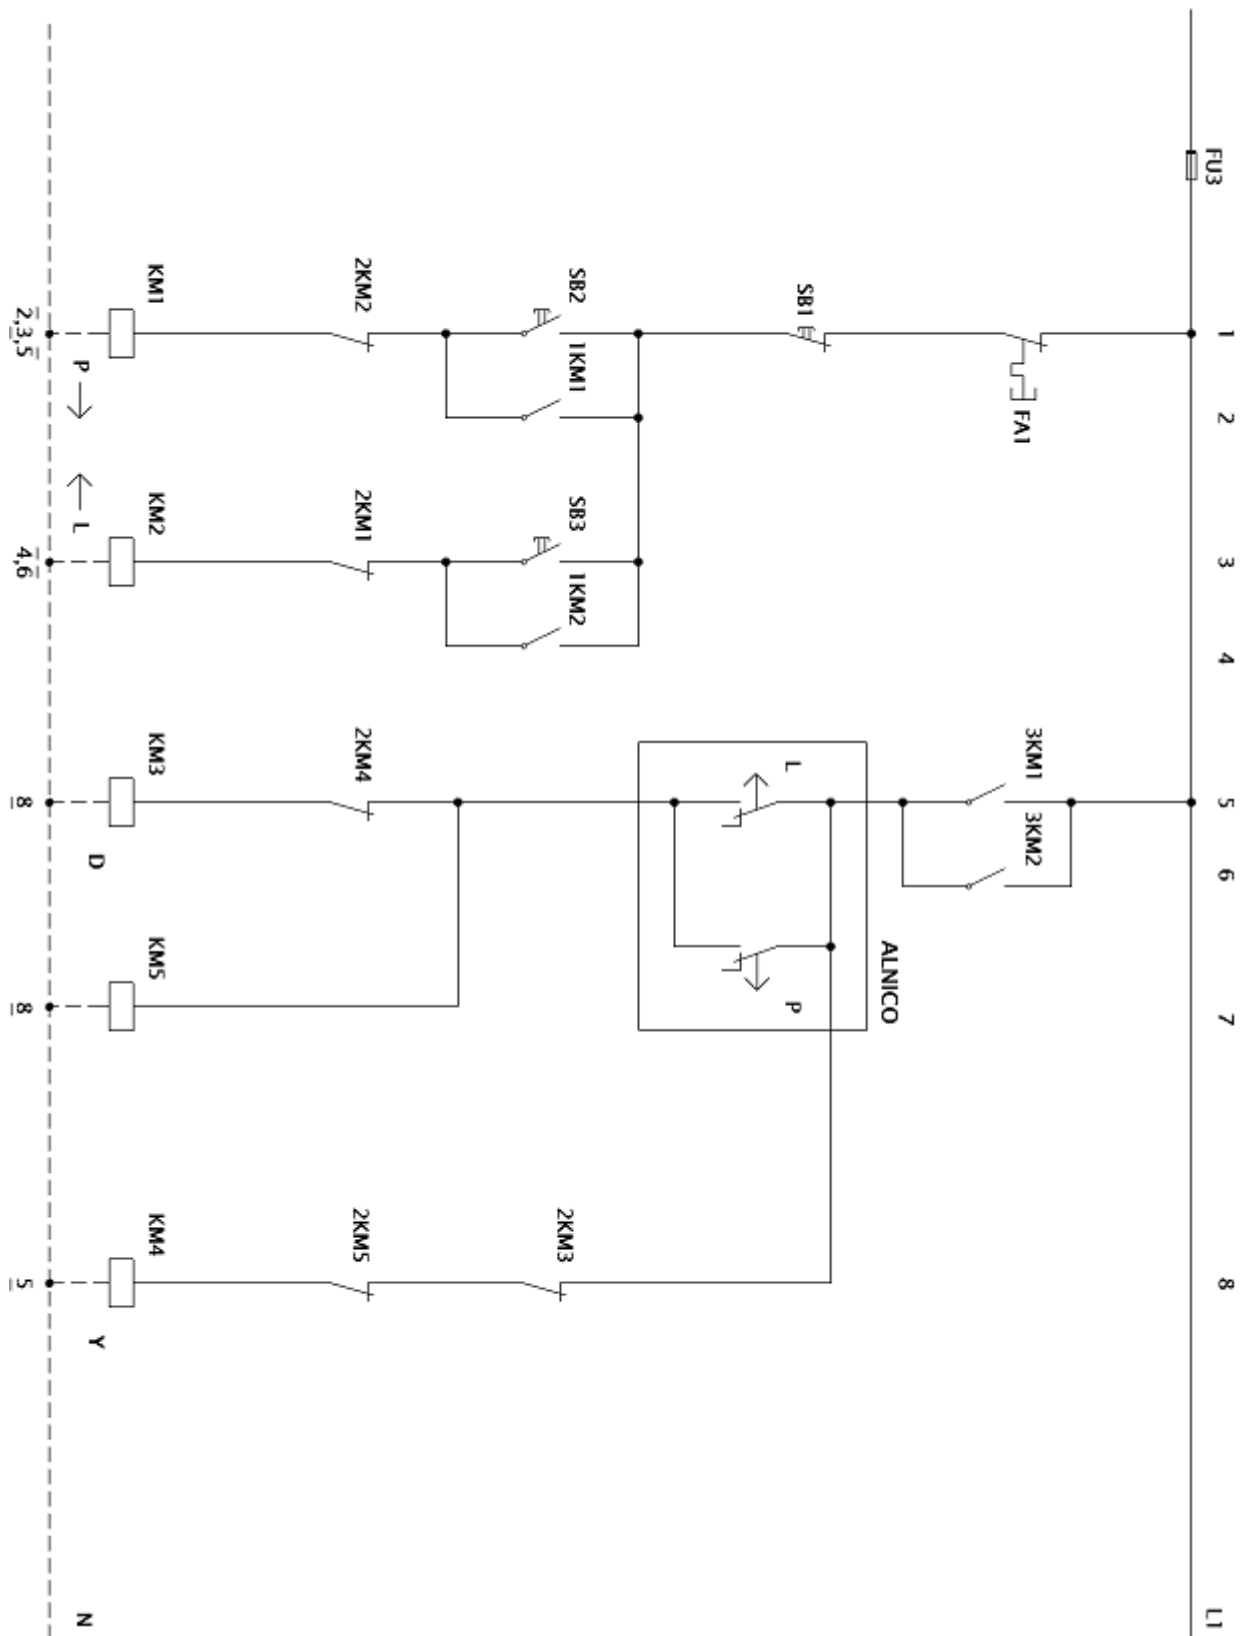 FU3 1 2 3 4 5 6 7 8 L1
3KM1 3KM2
FA1
ALNICO
SB1
L P
SB2 1KM1 SB3 1KM2 2KM3
2KM2 2KM1 2KM4 2KM5
KM1 KM2 KM3 KM5 KM4
D Y
P L N
2,3,5 4,6 8 8 5